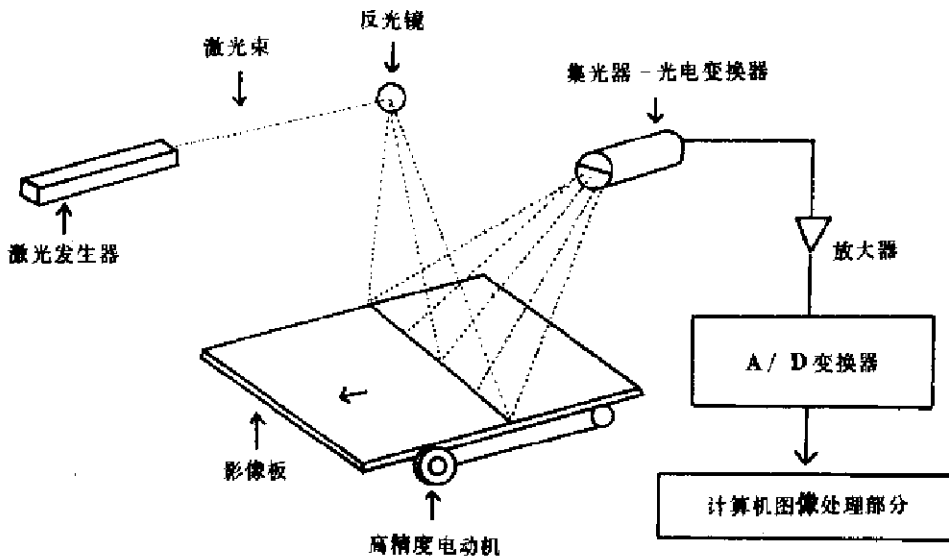 反光镜
激光束
集光器-光电变换器
激光发生器
放大器
A/D变换器
影像板
计算机图像处理部分
高精度电动机